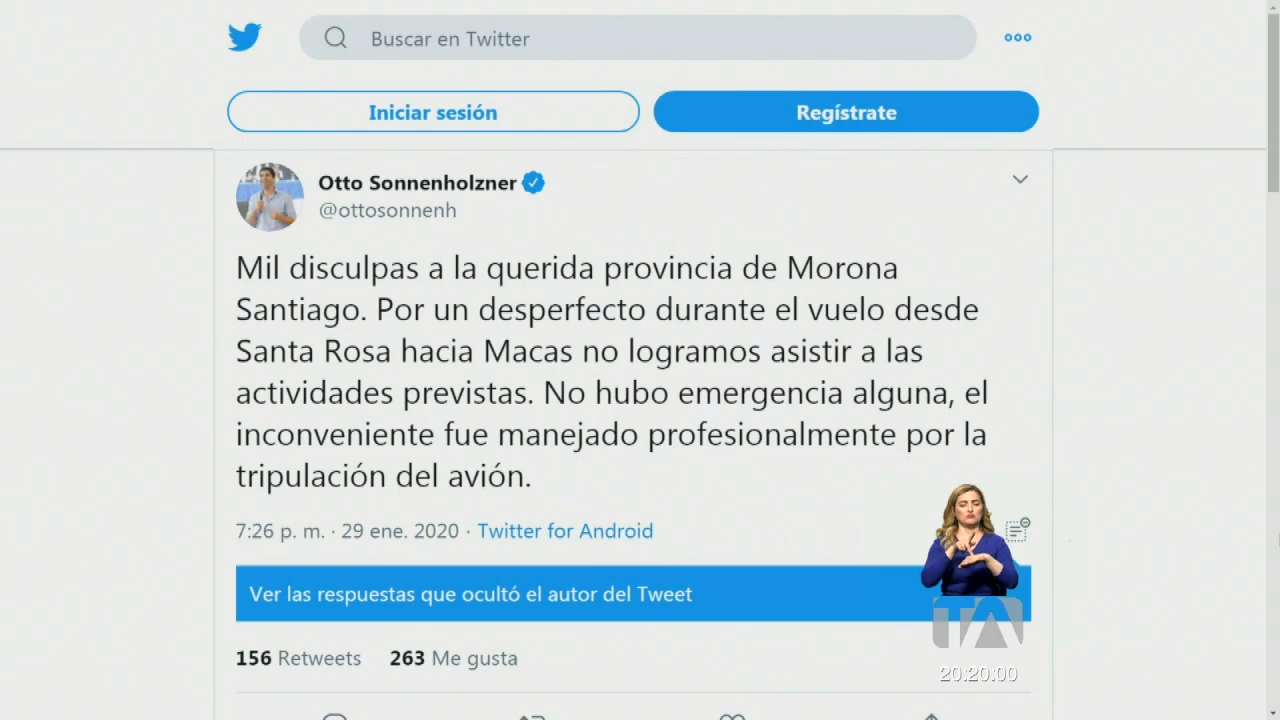 Buscar en Twitter
Iniciar sesión
Regístrate
Otto Sonnenholzner
@ottosonnenh
Mil disculpas a la querida provincia de Morona
Santiago. Por un desperfecto durante el vuelo desde
Santa Rosa hacia Macas no logramos asistir a las
actividades previstas. No hubo emergencia alguna, el
inconveniente fue manejado profesionalmente por la
tripulación del avión.
7:26 p. m. · 29 ene. 2020 · Twitter for Android
Ver las respuestas que ocultó el autor del Tweet
156 Retweets 263 Me gusta
TA
20:20:00